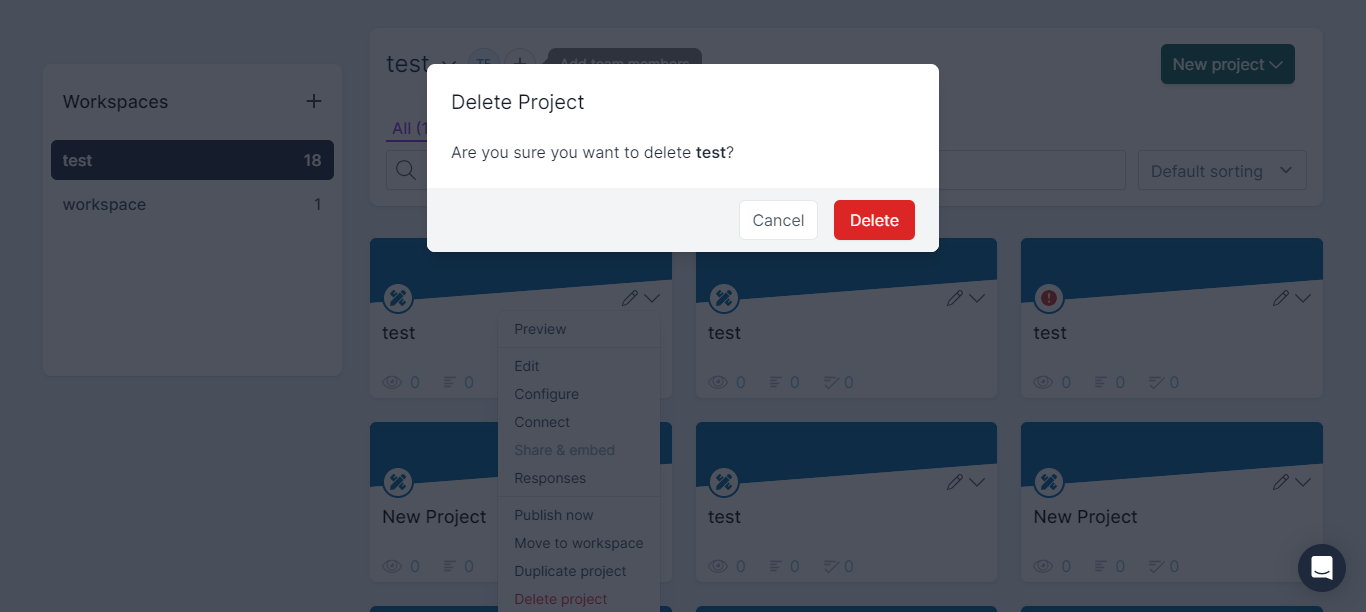 test
TE
Add team members
New project
Workspaces
All (1
test 18
workspace 1
Default sorting
Delete Project
Are you sure you want to delete test?
Cancel Delete
test
0 0
test
0 0 0
test
0 0 0
Preview
Edit
Configure
Connect
Share & embed
Responses
Publish now
Move to workspace
Duplicate project
Delete project
New Project
0 0
test
0 0 0
New Project
0 0 0